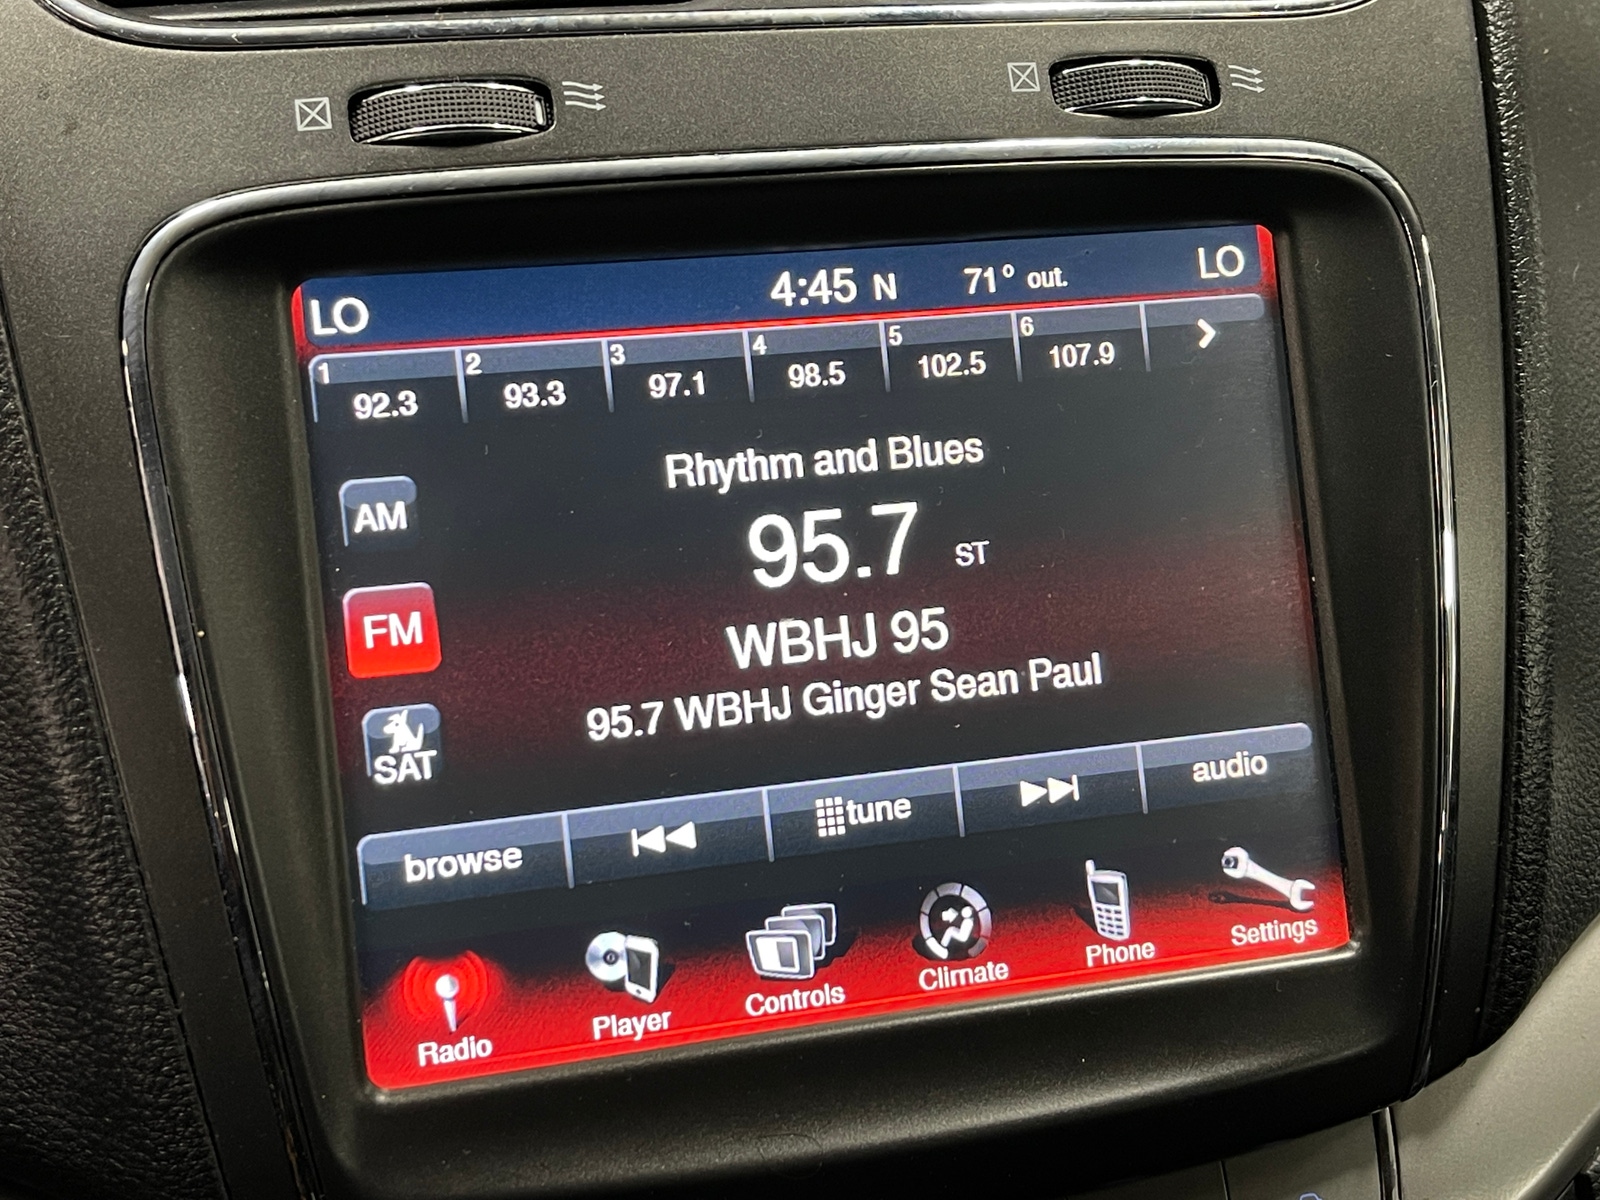 LO 4:45 N 71° out. LO
1 2 3 4 5 6
92.3 93.3 97.1 98.5 102.5 107.9
Rhythm and Blues
AM
95.7 ST
FM
WBHJ 95
95.7 WBHJ Ginger Sean Paul
SAT
browse tune audio
Radio Player Controls Climate Phone Settings